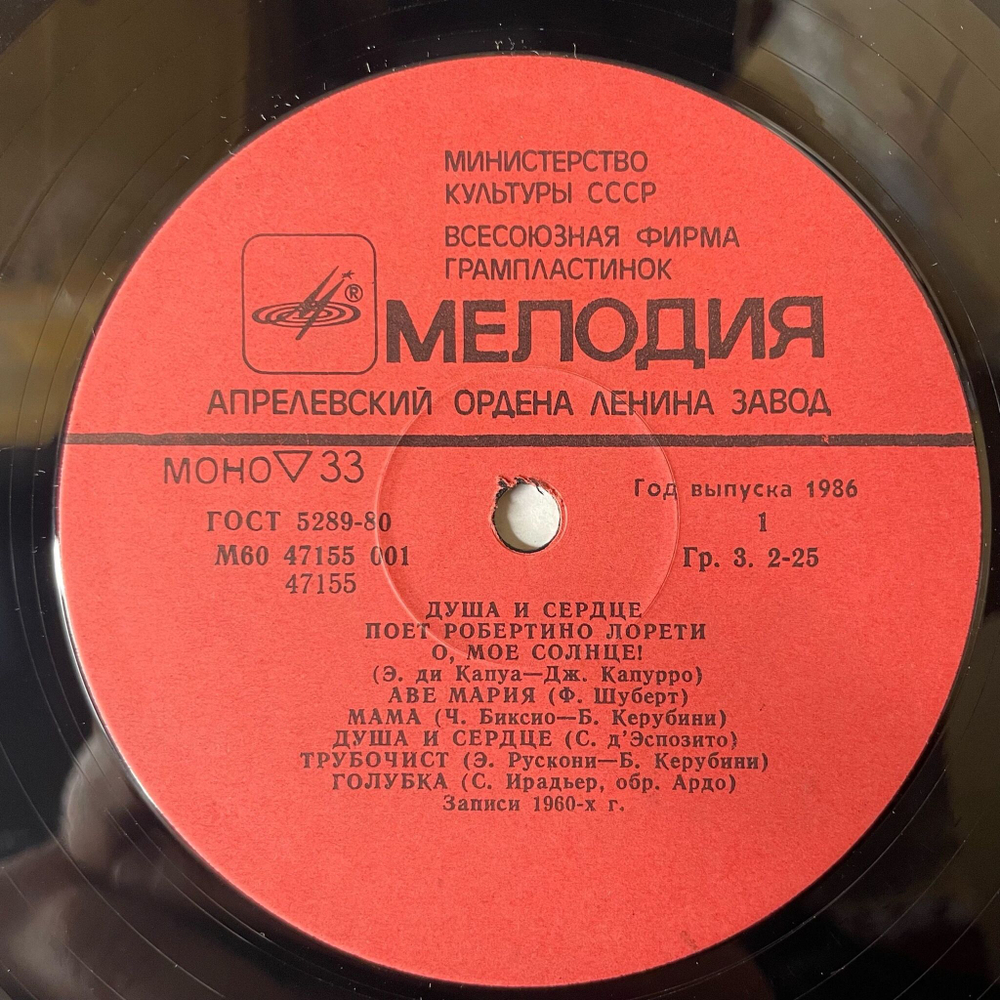 МИНИСТЕРСТВО
КУЛЬТУРЫ СССР
ВСЕСОЮЗНАЯ ФИРМА
ГРАМПЛАСТИНОК
®
МЕЛОДИЯ
АПРЕЛЕВСКИЙ ОРДЕНА ЛЕНИНА ЗАВОД
МОНО ▽ 33
Год выпуска 1986
ГОСТ 5289-80
1
М60 47155 001
Гр. 3. 2-25
47155
ДУША И СЕРДЦЕ
ПОЕТ РОБЕРТИНО ЛОРЕТИ
О, МОЕ СОЛНЦЕ!
(Э. ди Капуа—Дж. Капурро)
АВЕ МАРИЯ (Ф. Шуберт)
МАМА (Ч. Биксио—Б. Керубини)
ДУША И СЕРДЦЕ (С. д'Эспозито)
ТРУБОЧИСТ (Э. Рускони—Б. Керубини)
ГОЛУБКА (С. Ирадьер, обр. Ардо)
Записи 1960-х г.